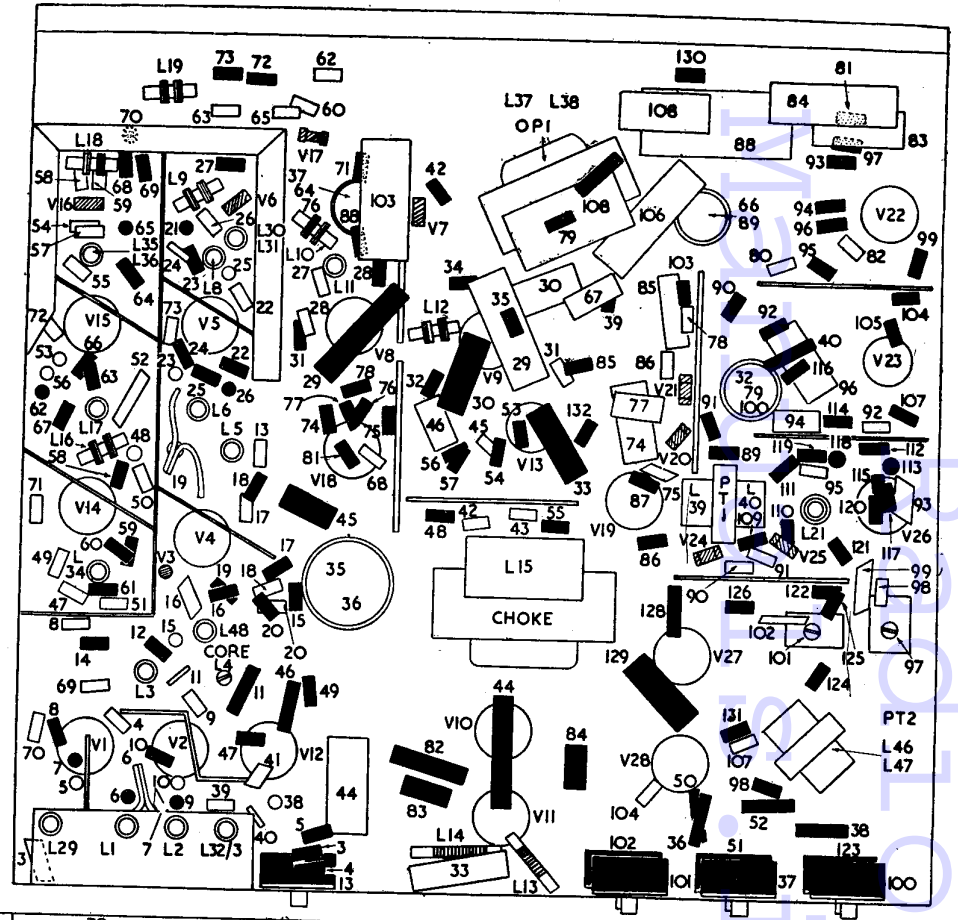 73 72 62 130 81
L19 L37 L38 84
63 65 60 OP1 108
70 V17 88 83
L18 27 71 42 93 97
58 68 69 L9 V6 37 64 103 108 106 66 94 V22
V16 59 26 76 88 V7 79 89 96
54 65 21 L30 95 99
57 L35 L31 L10 80 82
L36 24 25 27 28 34 30 103
55 64 23 L8 22 L11 35 67 85 90 104
72 73 28 L12 39 92 105
V15 V5 31 V8 78 40 V23
53 66 52 24 22 V9 29 31 85 86 32 116
56 63 23 29 78 32 V21 79 96
62 25 26 77 76 30 53 132 77 100 107
67 L17 L6 74 75 46 45 91 94 114 92
L16 48 L5 13 81 V13 74 V20 89 119 118 112
58 V18 68 56 54 113
71 50 19 18 57 33 75 PT1 111 95 115
V14 17 45 87 L39 L40 110 L21 120 93
59 V4 48 42 43 55 V19 109 V26
49 6 V3 17 35 L15 86 V24 V25 121 117
L34 61 16 19 18 91 99
47 51 16 15 36 CHOKE 90 126 122 98
8 12 15 L48 20 128
14 CORE 20 102 101 125 97
69 L3 11 L4 11 46 49 129 V27 124
8 4 9 44 PT2
70 V1 V2 47 V12 V10 82 84 V28 131 L46
7 10 41 107 L47
5 6 6 1 9 39 38 44 83 50 98
40 5 V11 104 52 38
L29 L1 7 L2 L32/3 3 L14 102 36 51 123
3 4 33 L13 101 37 100
13